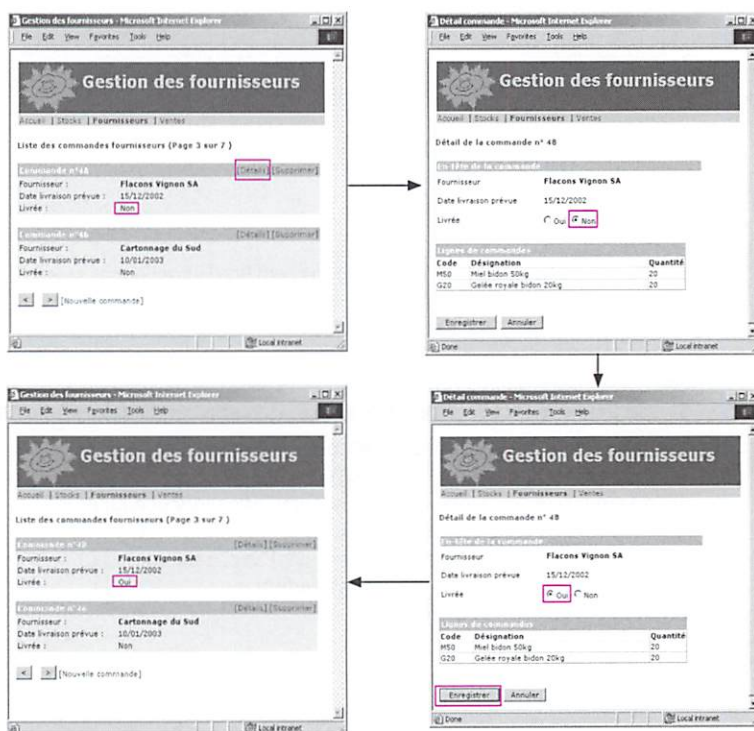 Gestion des fournisseurs - Microsoft Internet Explorer
File Edit View Favorites Tools Help
Gestion des fournisseurs
Accueil | Stocks | Fournisseurs | Ventes
Liste des commandes fournisseurs (Page 3 sur 7 )
Commande n°48 [Détails] [Supprimer]
Fournisseur : Flacons Vignon SA
Date livraison prévue : 15/12/2002
Livrée : Non
Commande n°46 [Détails] [Supprimer]
Fournisseur : Cartonnage du Sud
Date livraison prévue : 10/01/2003
Livrée : Non
< > [Nouvelle commande]
Local intranet
Détail commande - Microsoft Internet Explorer
File Edit View Favorites Tools Help
Gestion des fournisseurs
Accueil | Stocks | Fournisseurs | Ventes
Détail de la commande n° 48
En-tête de la commande
Fournisseur Flacons Vignon SA
Date livraison prévue 15/12/2002
Livrée Oui Non
Lignes de commandes
Code Désignation Quantité
M50 Miel bidon 50kg 20
G20 Gelée royale bidon 20kg 20
Enregistrer Annuler
Done Local intranet
Gestion des fournisseurs - Microsoft Internet Explorer
File Edit View Favorites Tools Help
Gestion des fournisseurs
Accueil | Stocks | Fournisseurs | Ventes
Liste des commandes fournisseurs (Page 3 sur 7 )
Commande n°48 [Détails] [Supprimer]
Fournisseur : Flacons Vignon SA
Date livraison prévue : 15/12/2002
Livrée : Oui
Commande n°46 [Détails] [Supprimer]
Fournisseur : Cartonnage du Sud
Date livraison prévue : 10/01/2003
Livrée : Non
< > [Nouvelle commande]
Local intranet
Détail commande - Microsoft Internet Explorer
File Edit View Favorites Tools Help
Gestion des fournisseurs
Accueil | Stocks | Fournisseurs | Ventes
Détail de la commande n° 48
En-tête de la commande
Fournisseur Flacons Vignon SA
Date livraison prévue 15/12/2002
Livrée Oui Non
Lignes de commandes
Code Désignation Quantité
M50 Miel bidon 50kg 20
G20 Gelée royale bidon 20kg 20
Enregistrer Annuler
Done Local intranet